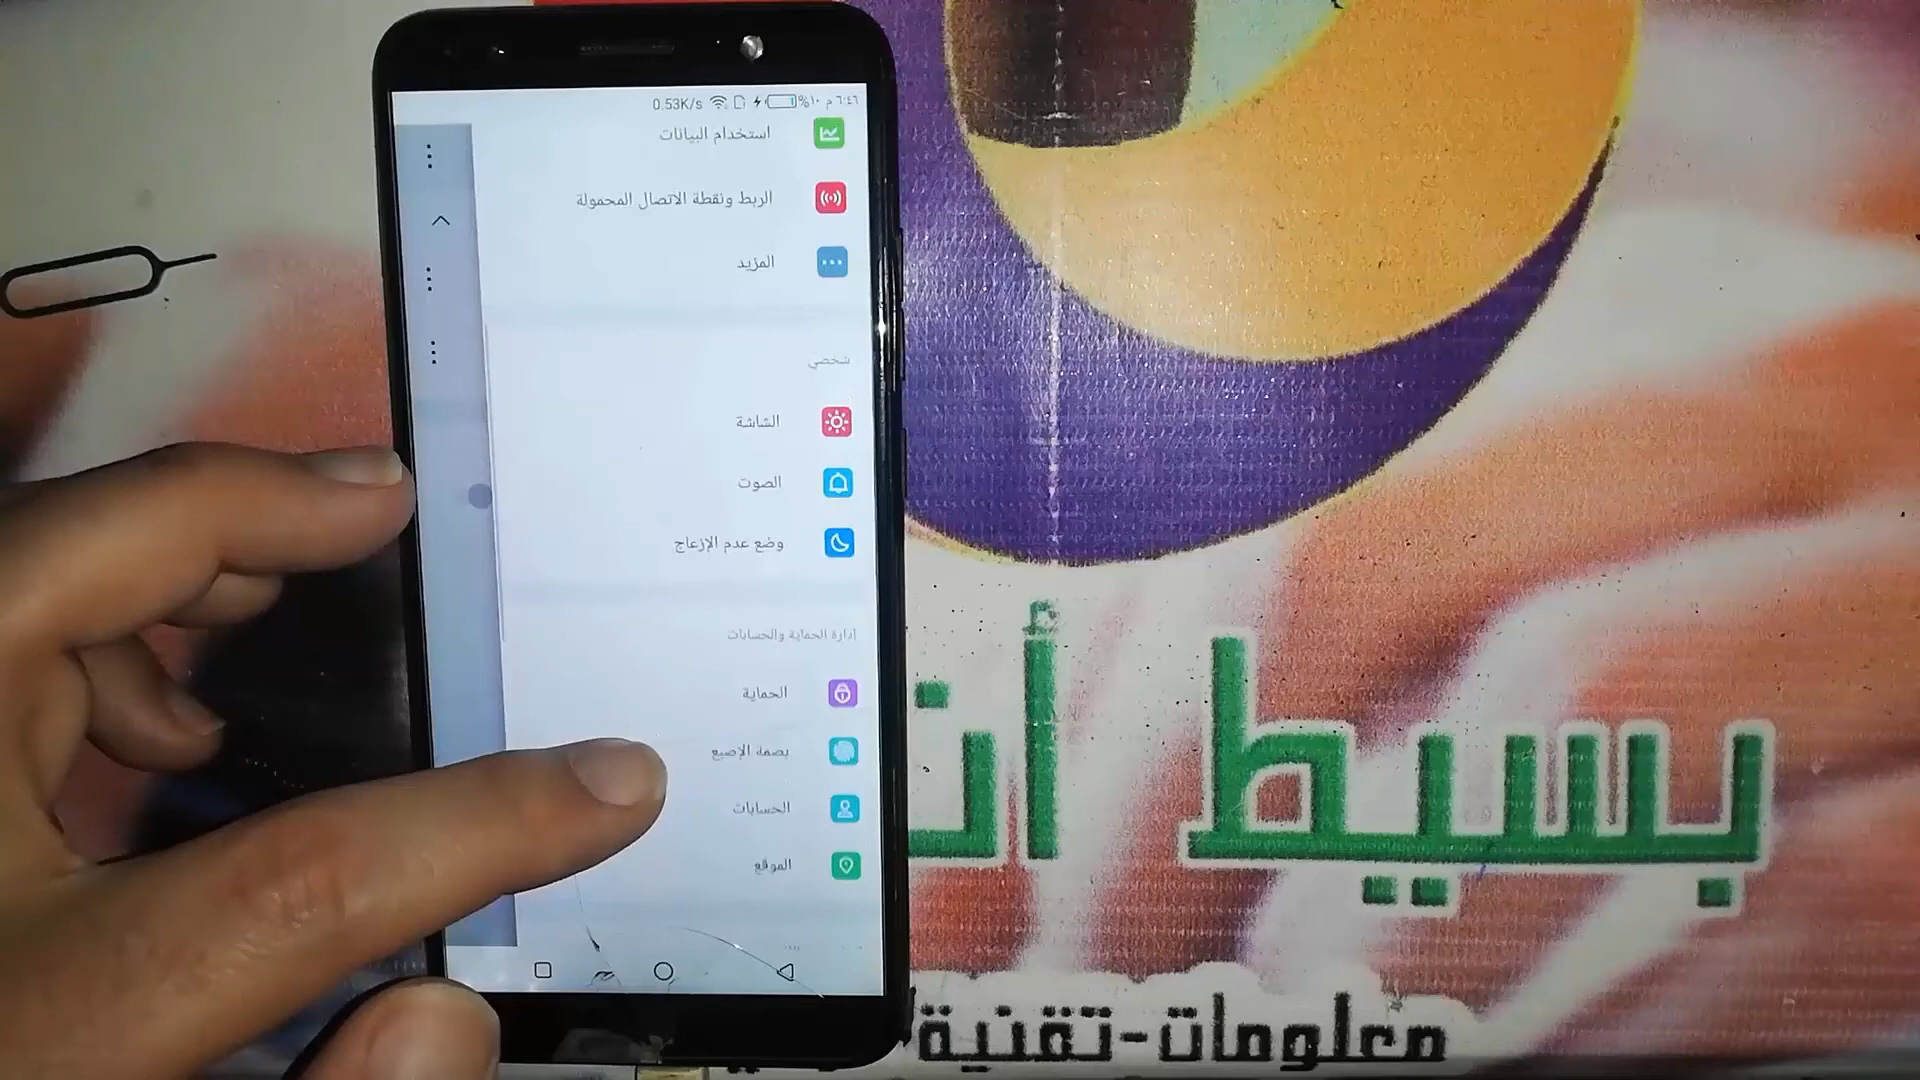 0.53K/s %١٠ ٦:٤٦ م
استخدام البيانات
الربط ونقطة الاتصال المحمولة
المزيد
شخصي
الشاشة
الصوت
وضع عدم الإزعاج
إدارة الحماية والحسابات
الحماية
بصمة الإصبع
الحسابات
الموقع
بسيط أنت
معلومات-تقنية